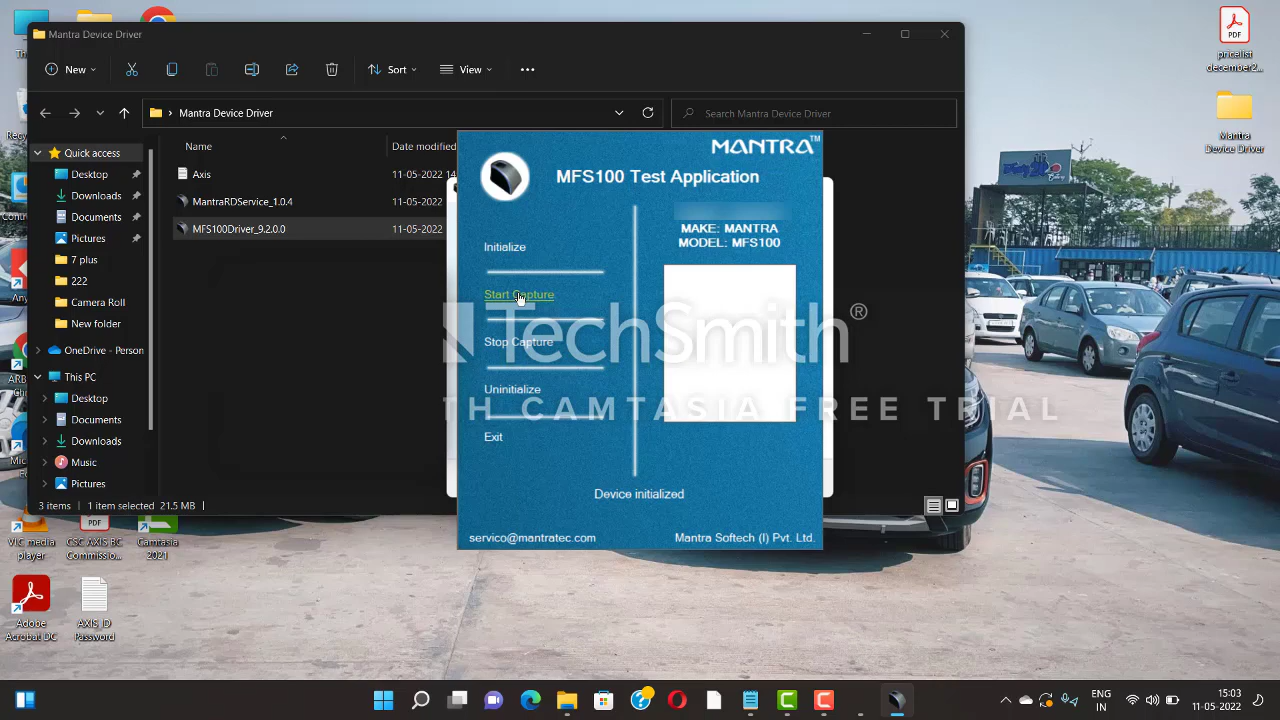 pricelist
december2...
Mantra
Device Driver
Mantra Device Driver
New
Sort
View
Mantra Device Driver
Search Mantra Device Driver
Name
Date modified
Quick access
Desktop
Downloads
Documents
Pictures
7 plus
222
Camera Roll
New folder
OneDrive - Person
This PC
Desktop
Documents
Downloads
Music
Pictures
Axis
11-05-2022 14
MantraRDService_1.0.4
11-05-2022
MFS100Driver_9.2.0.0
11-05-2022
3 items
1 item selected 21.5 MB
MANTRA™
MFS100 Test Application
MAKE: MANTRA
MODEL: MFS100
Initialize
Start Capture
Stop Capture
Uninitialize
Exit
Device initialized
servico@mantratec.com
Mantra Softech (I) Pvt. Ltd.
TechSmith®
TH CAMTASIA FREE TRIAL
VLC media
player
CSC AXIS BC
Commissio...
Camtasia
2021
Adobe
Acrobat DC
AXIS ID
Password
ENG
IN
15:03
11-05-2022